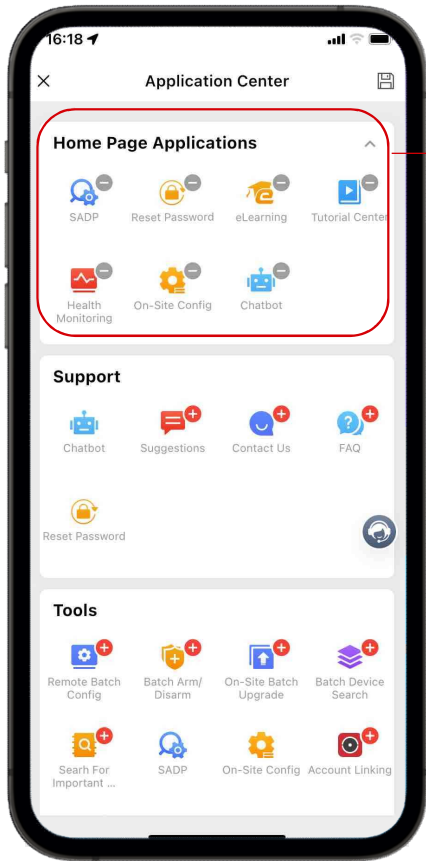 16:18
Application Center
Home Page Applications
SADP Reset Password eLearning Tutorial Center
Health On-Site Config Chatbot
Monitoring
Support
Chatbot Suggestions Contact Us FAQ
Reset Password
Tools
Remote Batch Batch Arm/ On-Site Batch Batch Device
Config Disarm Upgrade Search
Searh For SADP On-Site Config Account Linking
Important ...